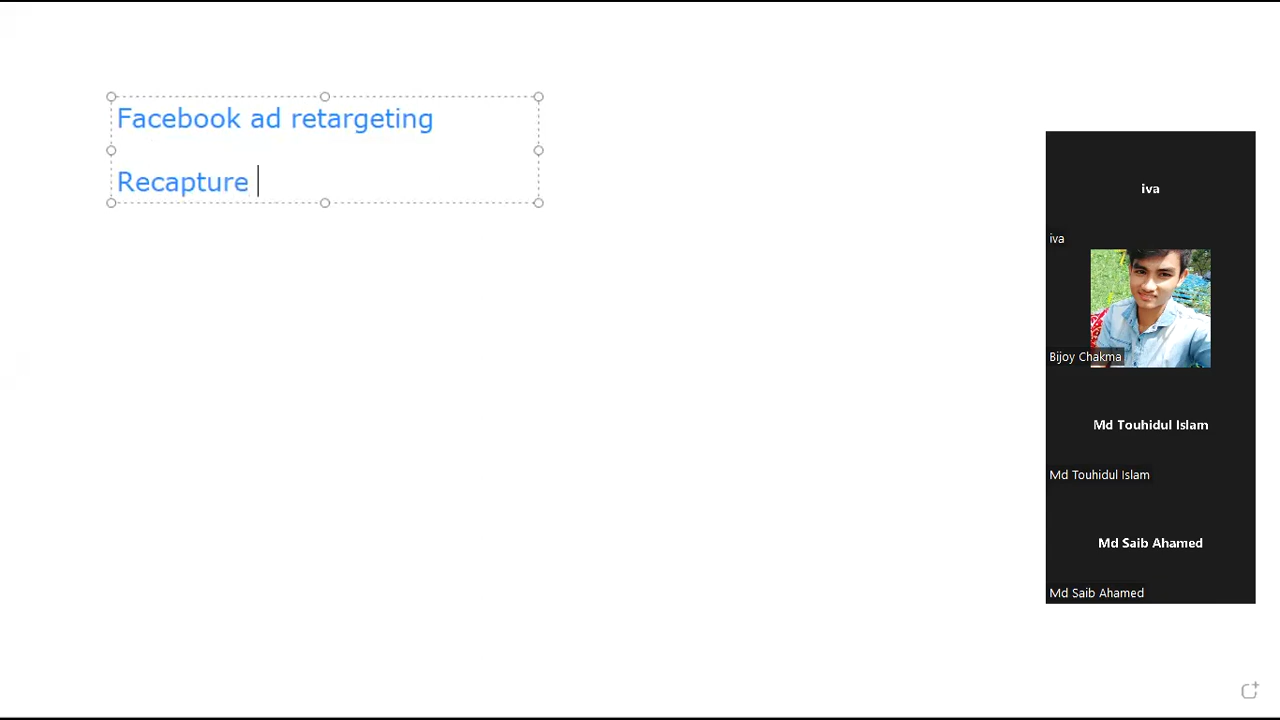 Facebook ad retargeting
Recapture
iva
iva
Bijoy Chakma
Md Touhidul Islam
Md Touhidul Islam
Md Saib Ahamed
Md Saib Ahamed